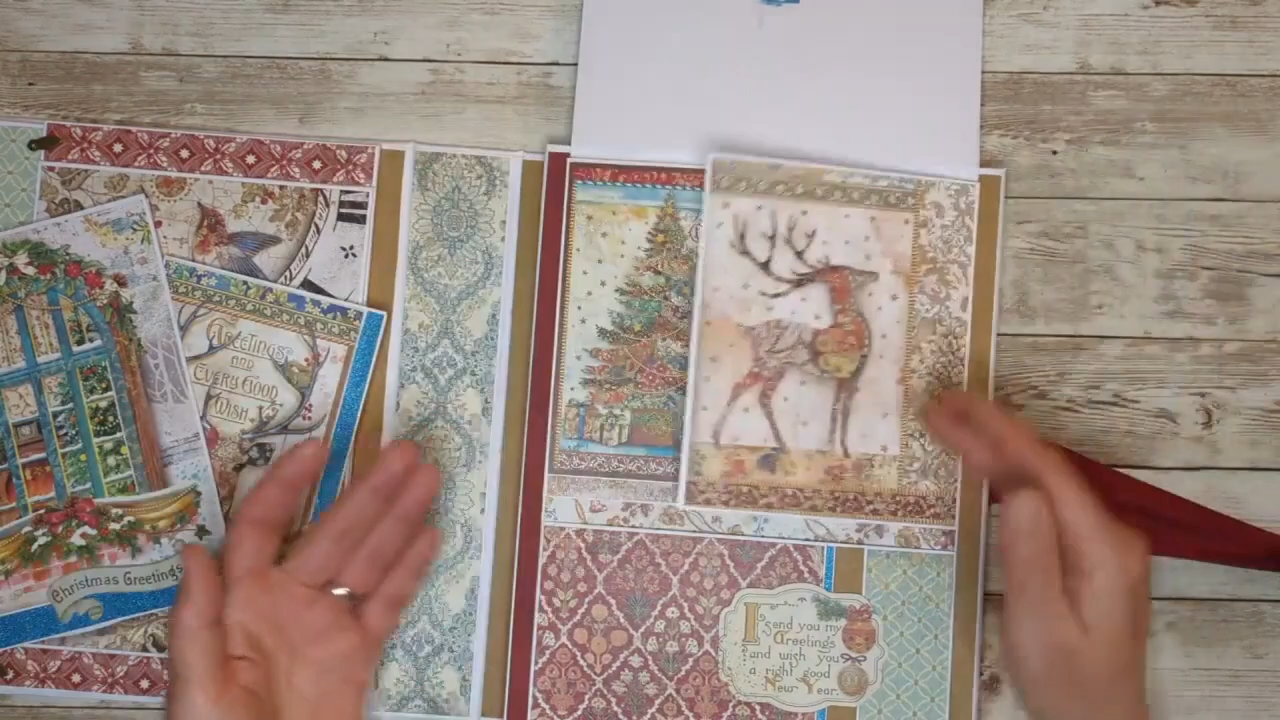 Greetings
and
Every Good
Wish
Christmas Greetings
I send you my
Greetings
and wish you
a right good
New Year.